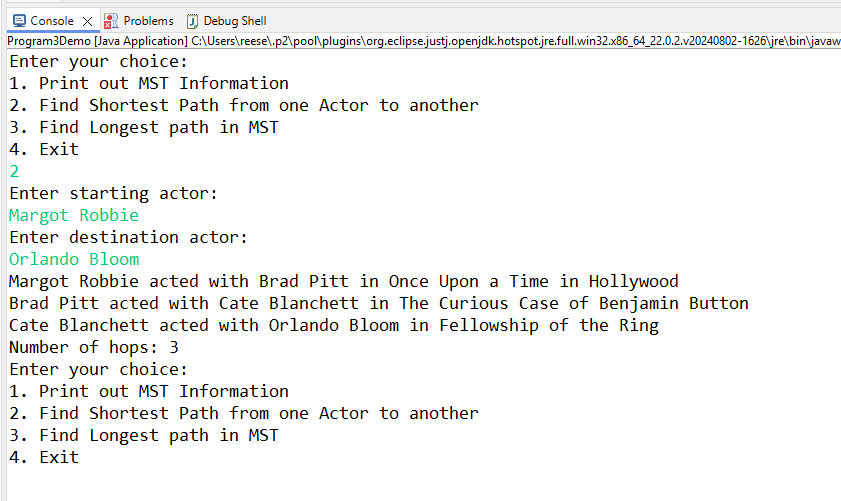 Console Problems Debug Shell
Program3Demo [Java Application] C:\Users\reese\.p2\pool\plugins\org.eclipse.justj.openjdk.hotspot.jre.full.win32.x86_64_22.0.2.v20240802-1626\jre\bin\javaw
Enter your choice:
1. Print out MST Information
2. Find Shortest Path from one Actor to another
3. Find Longest path in MST
4. Exit
2
Enter starting actor:
Margot Robbie
Enter destination actor:
Orlando Bloom
Margot Robbie acted with Brad Pitt in Once Upon a Time in Hollywood
Brad Pitt acted with Cate Blanchett in The Curious Case of Benjamin Button
Cate Blanchett acted with Orlando Bloom in Fellowship of the Ring
Number of hops: 3
Enter your choice:
1. Print out MST Information
2. Find Shortest Path from one Actor to another
3. Find Longest path in MST
4. Exit